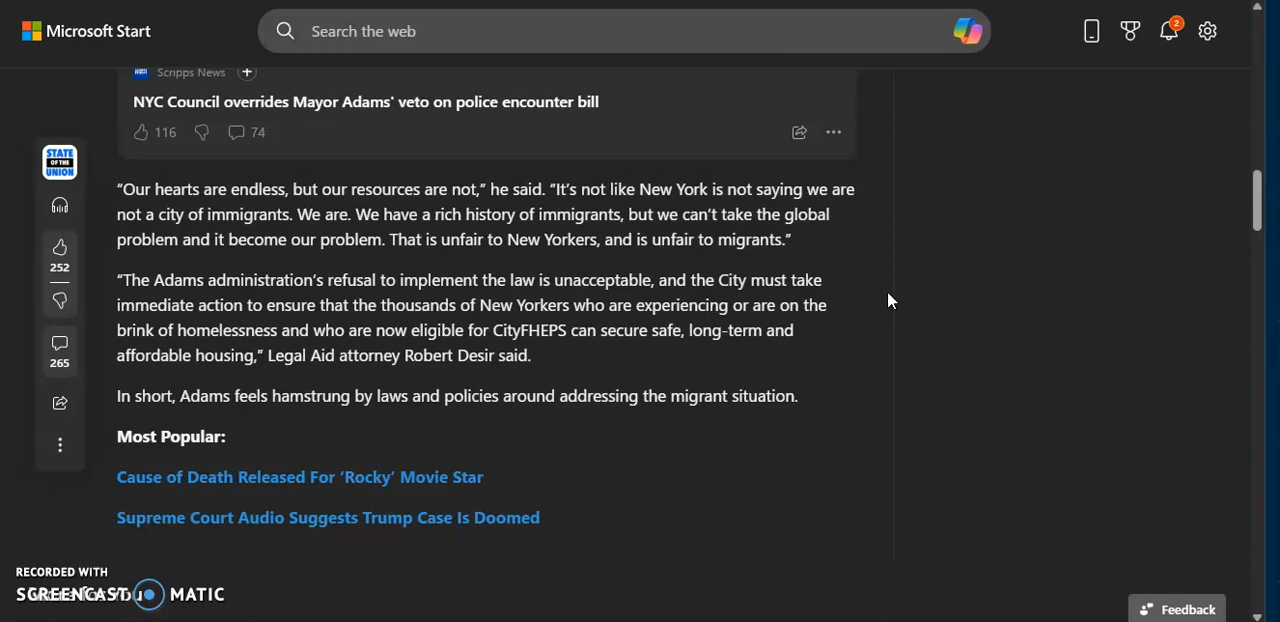 Microsoft Start
Search the web
2
Scripps News
NYC Council overrides Mayor Adams' veto on police encounter bill
116
74
STATE
OF THE
UNION
252
265
“Our hearts are endless, but our resources are not,” he said. “It’s not like New York is not saying we are
not a city of immigrants. We are. We have a rich history of immigrants, but we can’t take the global
problem and it become our problem. That is unfair to New Yorkers, and is unfair to migrants.”
“The Adams administration’s refusal to implement the law is unacceptable, and the City must take
immediate action to ensure that the thousands of New Yorkers who are experiencing or are on the
brink of homelessness and who are now eligible for CityFHEPS can secure safe, long-term and
affordable housing,” Legal Aid attorney Robert Desir said.
In short, Adams feels hamstrung by laws and policies around addressing the migrant situation.
Most Popular:
Cause of Death Released For ‘Rocky’ Movie Star
Supreme Court Audio Suggests Trump Case Is Doomed
RECORDED WITH
SCREENCAST MATIC
Feedback